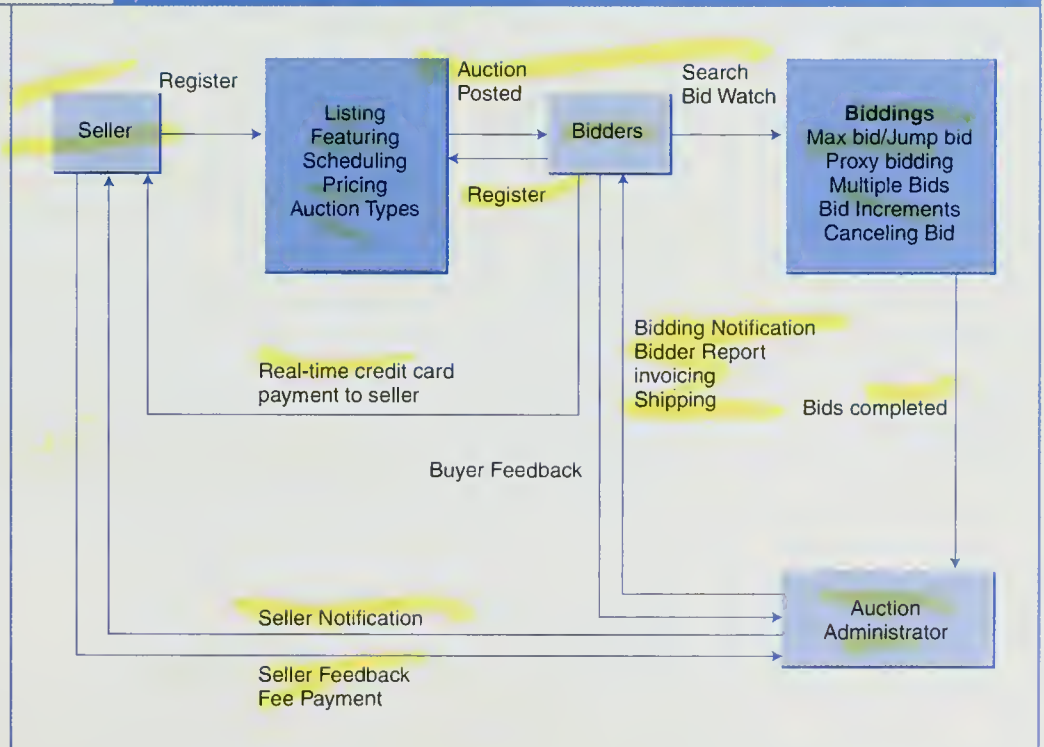 Register
Seller
Listing
Featuring
Scheduling
Pricing
Auction Types
Auction
Posted
Register
Bidders
Search
Bid Watch
Biddings
Max bid/Jump bid
Proxy bidding
Multiple Bids
Bid Increments
Canceling Bid
Real-time credit card
payment to seller
Bidding Notification
Bidder Report
invoicing
Shipping
Bids completed
Buyer Feedback
Seller Notification
Seller Feedback
Fee Payment
Auction
Administrator